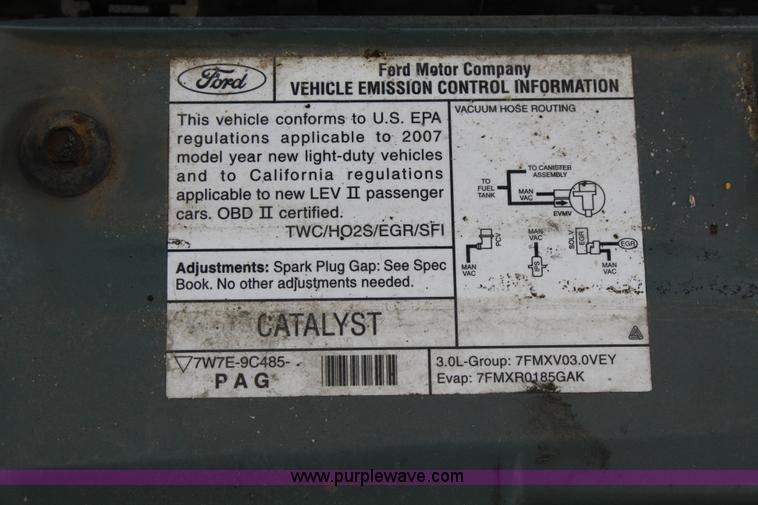 Ford
Ford Motor Company
VEHICLE EMISSION CONTROL INFORMATION
This vehicle conforms to U.S. EPA
regulations applicable to 2007
model year new light-duty vehicles
and to California regulations
applicable to new LEV II passenger
cars. OBD II certified.
TWC/HO2S/EGR/SFI
Adjustments: Spark Plug Gap: See Spec
Book. No other adjustments needed.
CATALYST
7W7E-9C485-
PAG
VACUUM HOSE ROUTING
TO CANISTER
ASSEMBLY
TO
FUEL
TANK
MAN
VAC
EVMV
PCV
MAN
VAC
MAN
VAC
IPS
SOL V
EGR
EGR
MAN
VAC
3.0L-Group: 7FMXV03.0VEY
Evap: 7FMXR0185GAK
www.purplewave.com